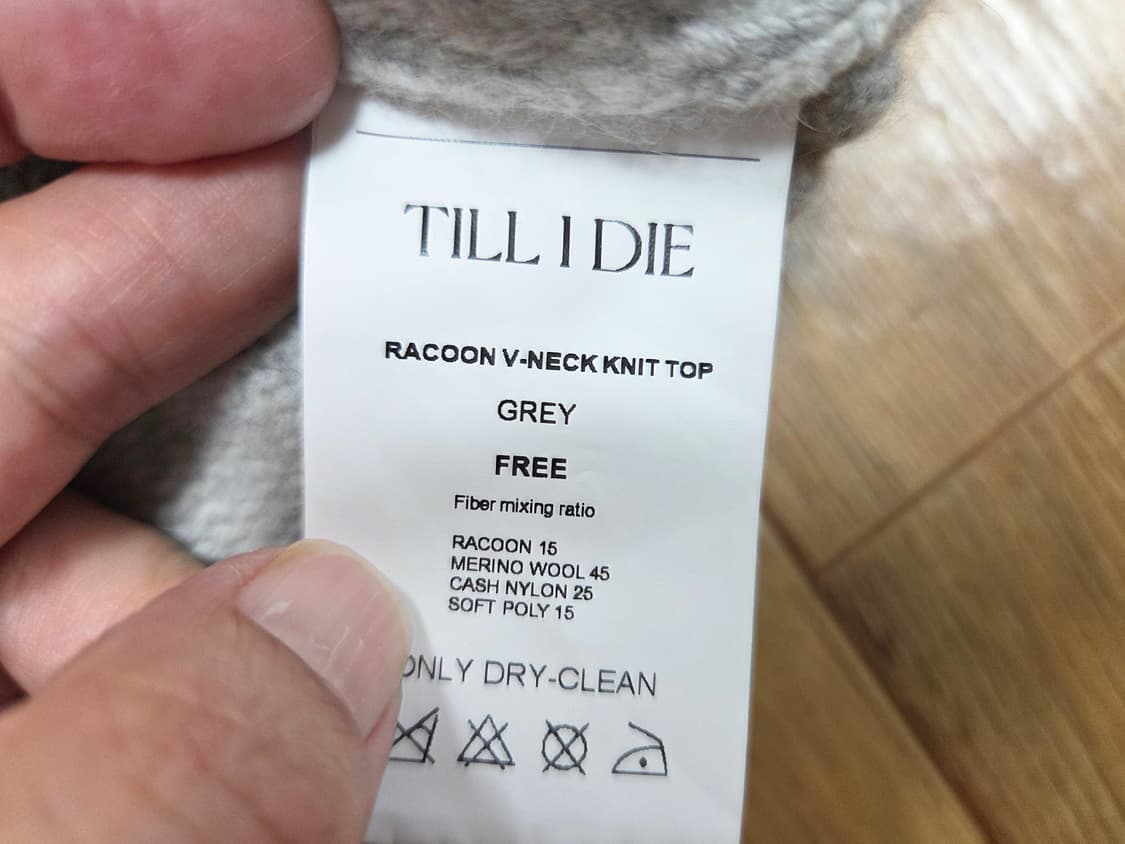 TILL I DIE
RACOON V-NECK KNIT TOP
GREY
FREE
Fiber mixing ratio
RACOON 15
MERINO WOOL 45
CASH NYLON 25
SOFT POLY 15
ONLY DRY-CLEAN